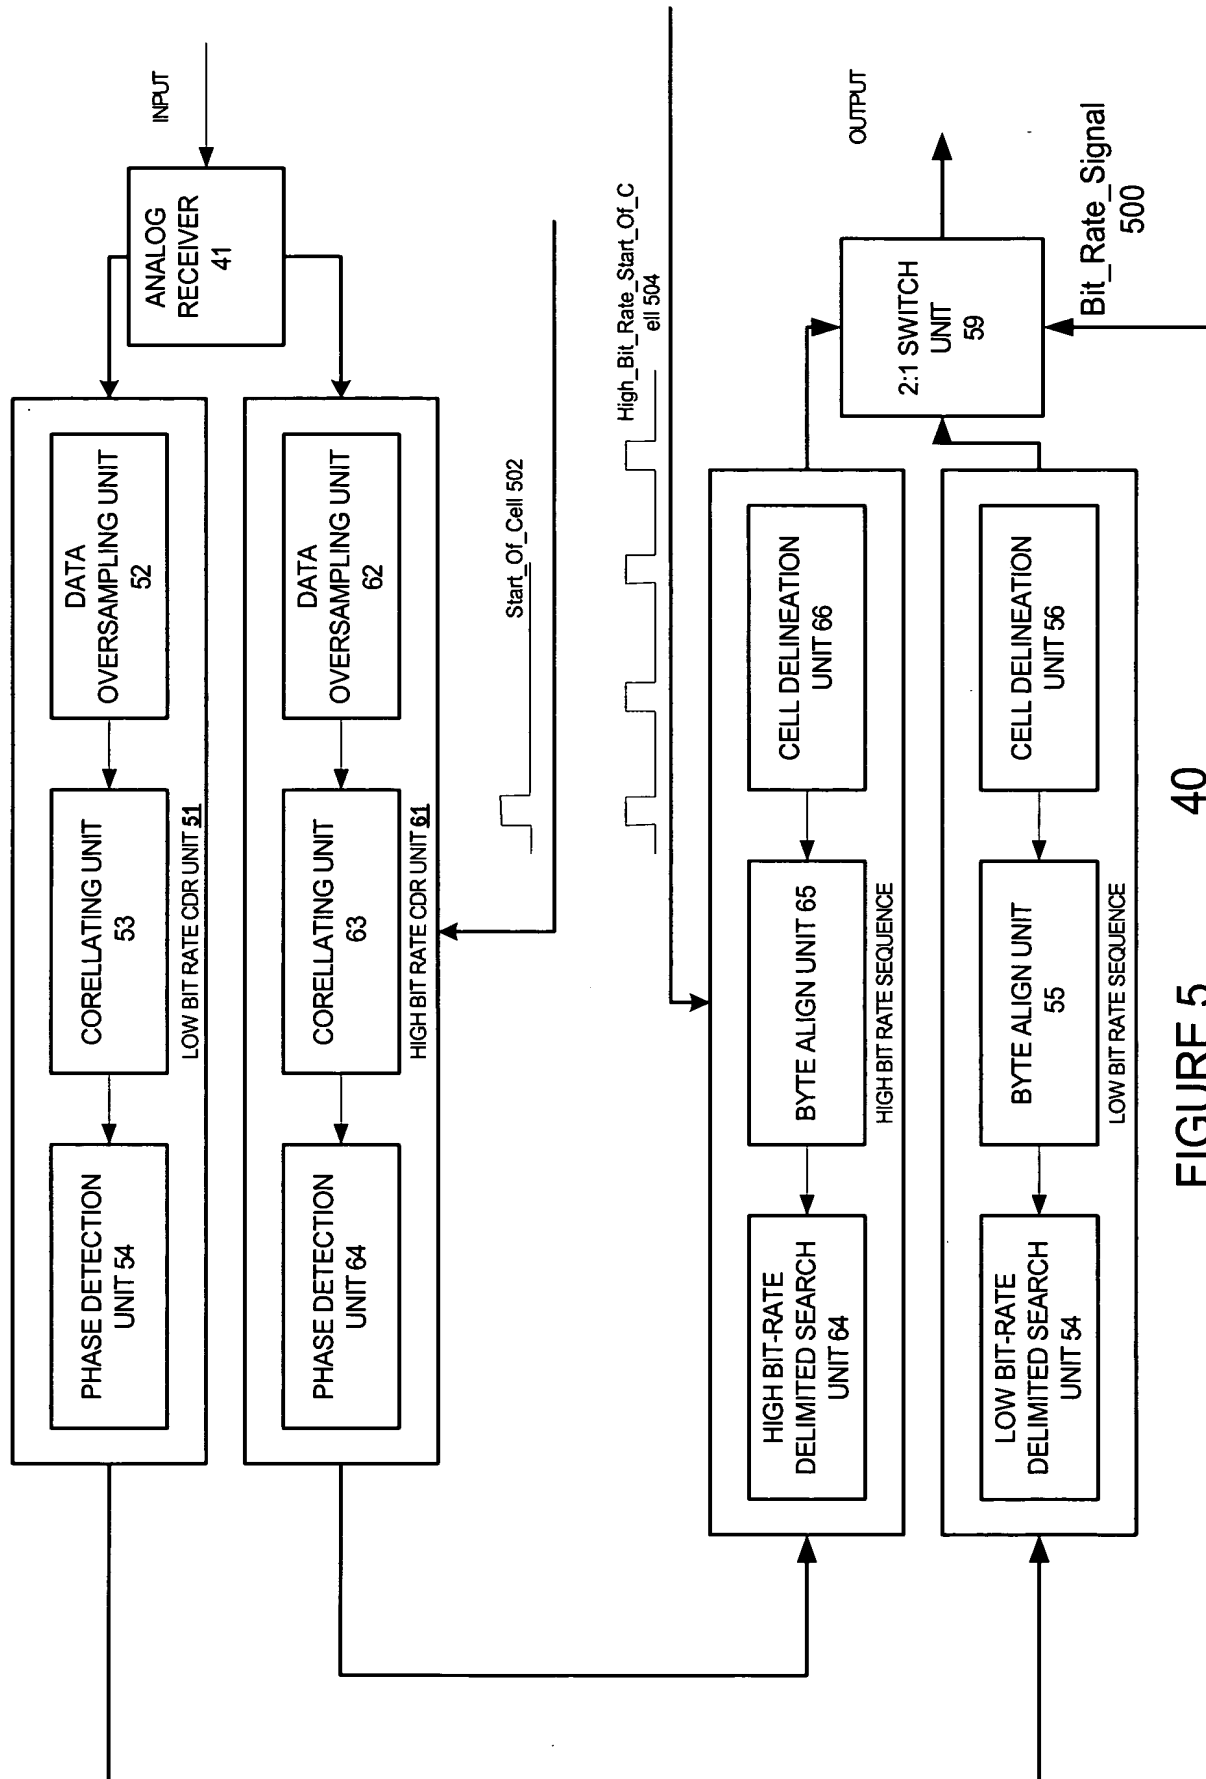 INPUT
ANALOG
RECEIVER
41
DATA
OVERSAMPLING UNIT
52
CORELLATING UNIT
53
PHASE DETECTION
UNIT 54
LOW BIT RATE CDR UNIT 51
DATA
OVERSAMPLING UNIT
62
CORELLATING UNIT
63
PHASE DETECTION
UNIT 64
HIGH BIT RATE CDR UNIT 61
Start_Of_Cell 502
High_Bit_Rate_Start_Of_C
ell 504
HIGH BIT-RATE
DELIMITED SEARCH
UNIT 64
BYTE ALIGN UNIT 65
CELL DELINEATION
UNIT 66
HIGH BIT RATE SEQUENCE
LOW BIT-RATE
DELIMITED SEARCH
UNIT 54
BYTE ALIGN UNIT
55
CELL DELINEATION
UNIT 56
LOW BIT RATE SEQUENCE
2:1 SWITCH
UNIT
59
OUTPUT
Bit_Rate_Signal
500
FIGURE 5
40